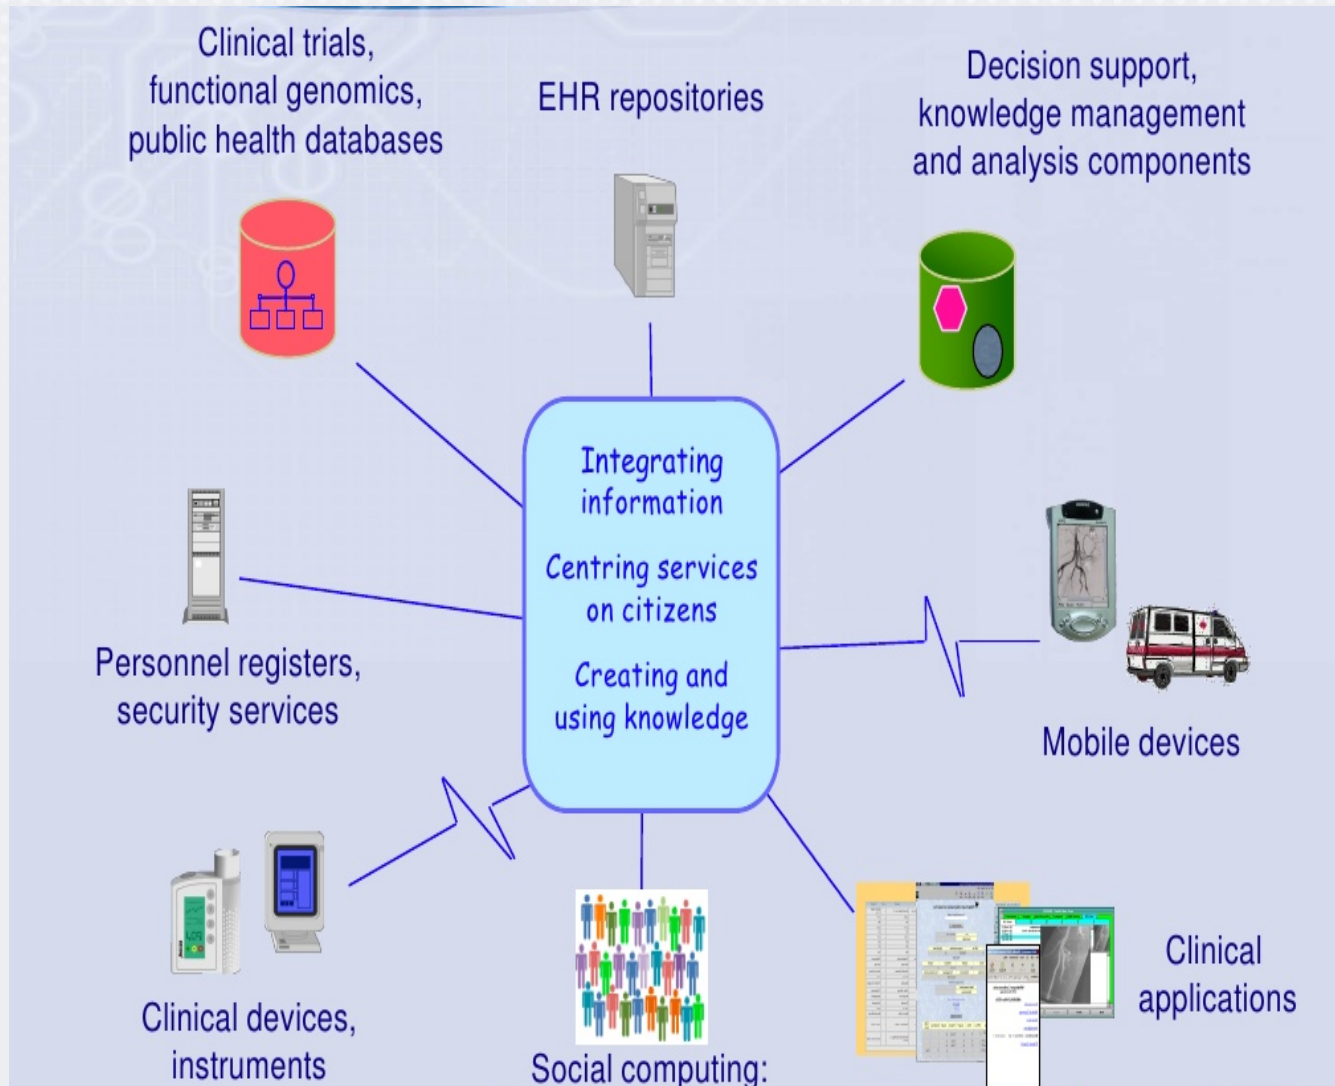 Clinical trials,
functional genomics,
public health databases
EHR repositories
Decision support,
knowledge management
and analysis components
Integrating
information
Centring services
on citizens
Creating and
using knowledge
Personnel registers,
security services
Mobile devices
Clinical devices,
instruments
Social computing:
Clinical
applications